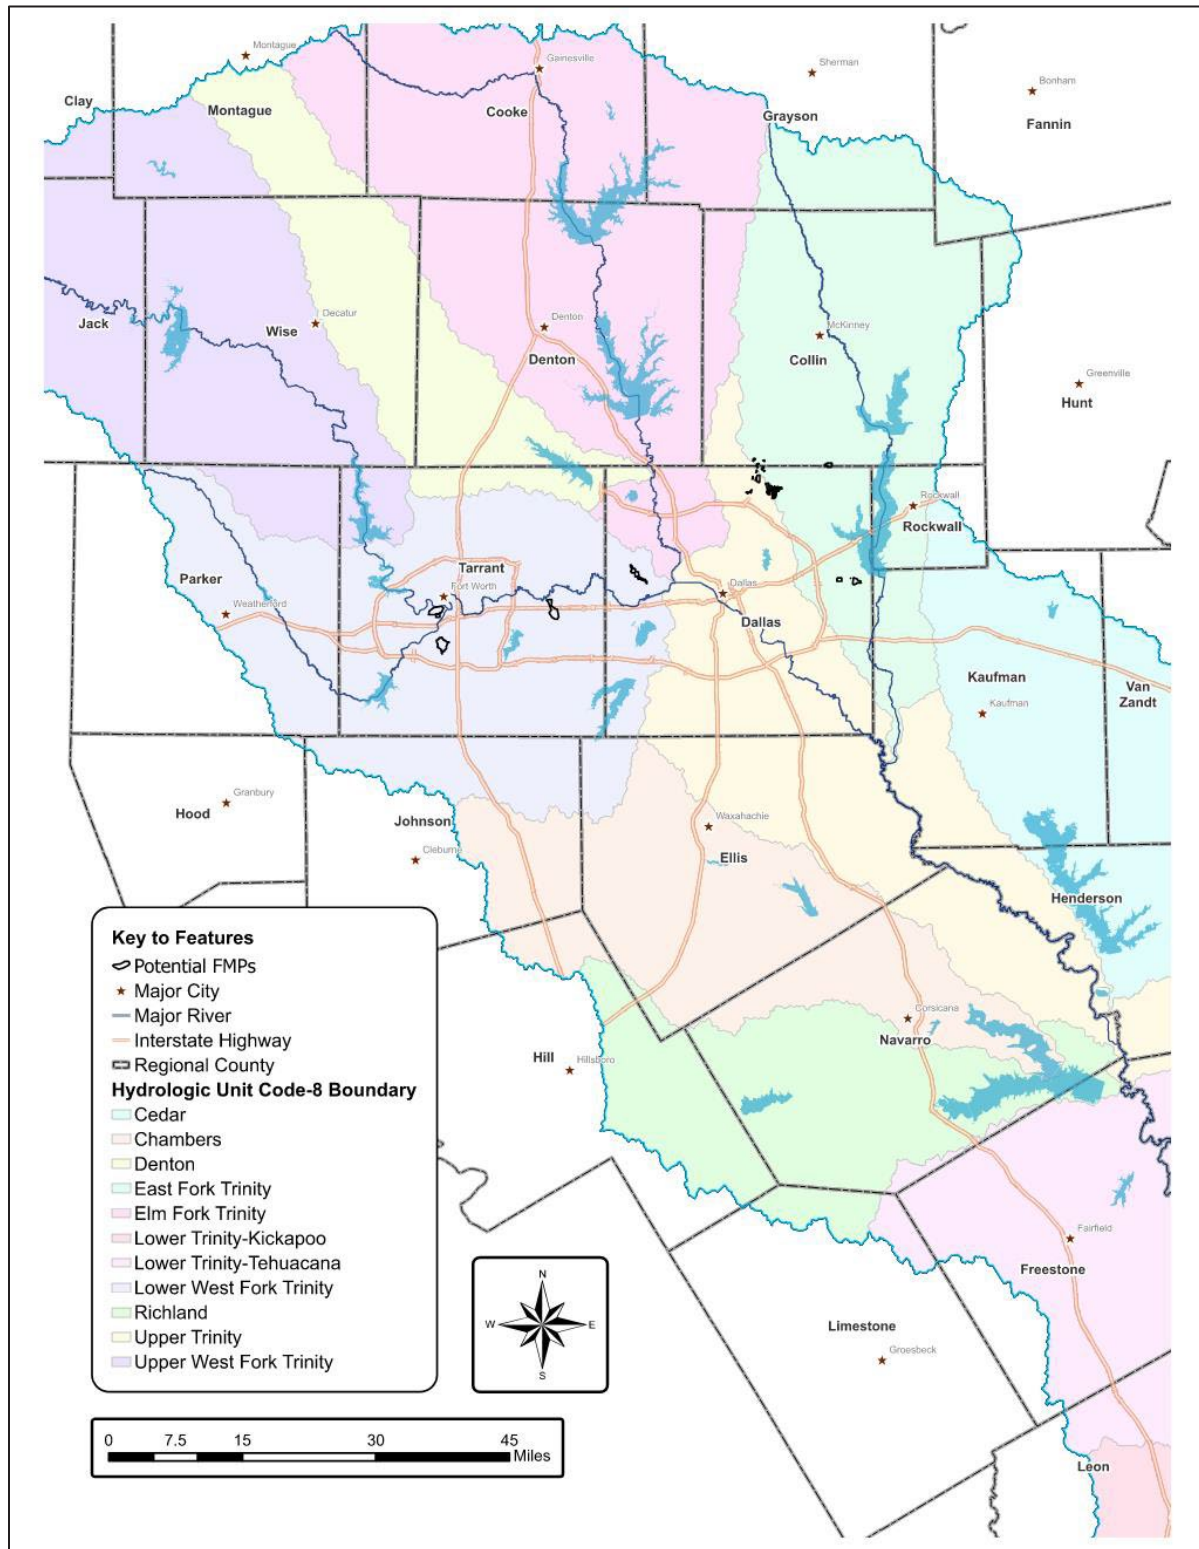 Montague
Gainesville
Sherman
Bonham
Clay
Montague
Cooke
Grayson
Fannin
Jack
Wise
Decatur
Denton
Denton
McKinney
Collin
Greenville
Hunt
Rockwall
Rockwall
Parker
Weatherford
Tarrant
Fort Worth
Dallas
Dallas
Kaufman
Kaufman
Van
Zandt
Hood
Granbury
Johnson
Cleburne
Waxahachie
Ellis
Henderson
Corsicana
Navarro
Hill
Hillsboro
Fairfield
Freestone
Limestone
Groesbeck
Leon
Key to Features
Potential FMPs
Major City
Major River
Interstate Highway
Regional County
Hydrologic Unit Code-8 Boundary
Cedar
Chambers
Denton
East Fork Trinity
Elm Fork Trinity
Lower Trinity-Kickapoo
Lower Trinity-Tehuacana
Lower West Fork Trinity
Richland
Upper Trinity
Upper West Fork Trinity
N
W E
S
0 7.5 15 30 45
Miles